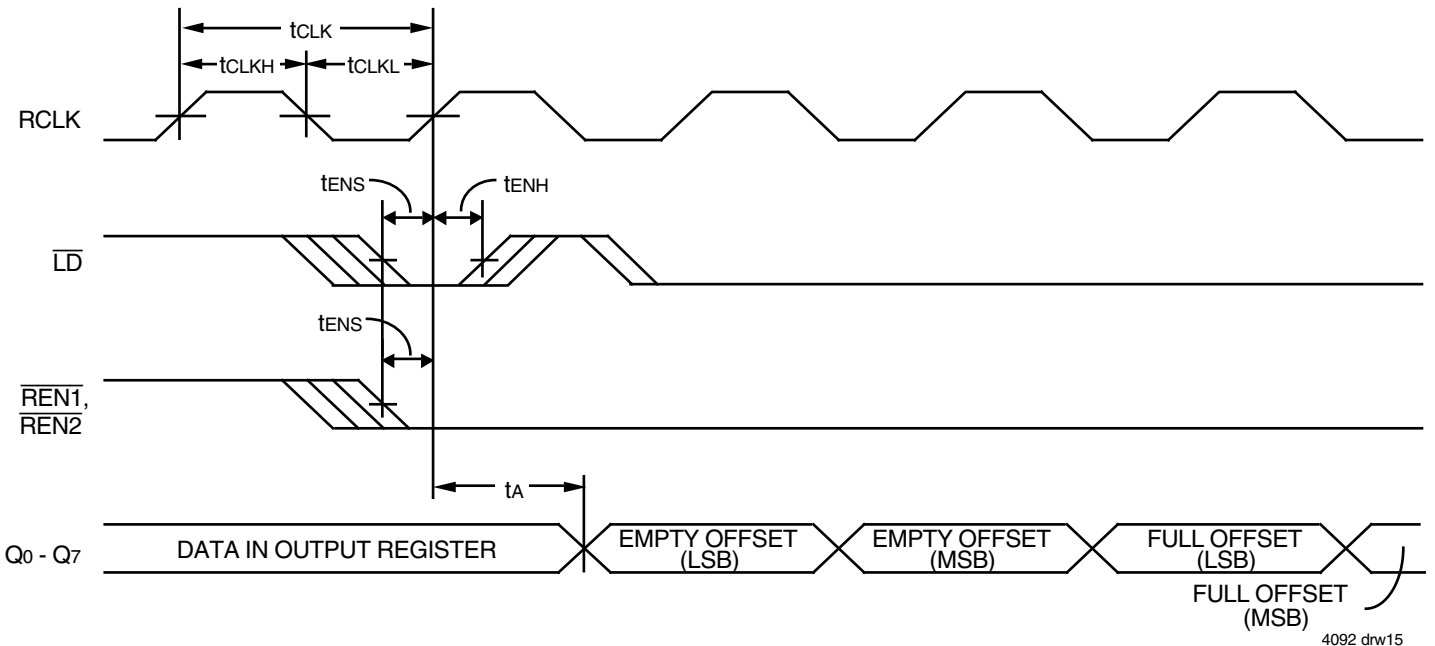 tCLK
tCLKH
tCLKL
RCLK
tENS
tENH
LD
tENS
REN1,
REN2
tA
Q0 - Q7
DATA IN OUTPUT REGISTER
EMPTY OFFSET
(LSB)
EMPTY OFFSET
(MSB)
FULL OFFSET
(LSB)
FULL OFFSET
(MSB)
4092 drw15